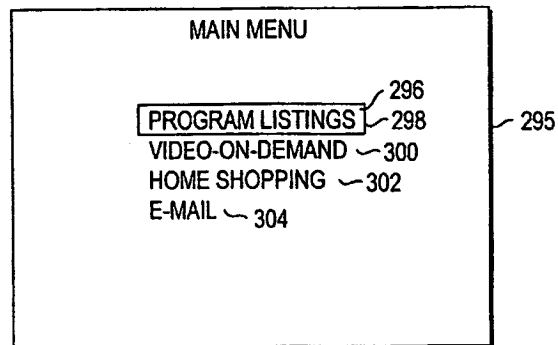 MAIN MENU
296
PROGRAM LISTINGS 298 295
VIDEO-ON-DEMAND 300
HOME SHOPPING 302
E-MAIL 304